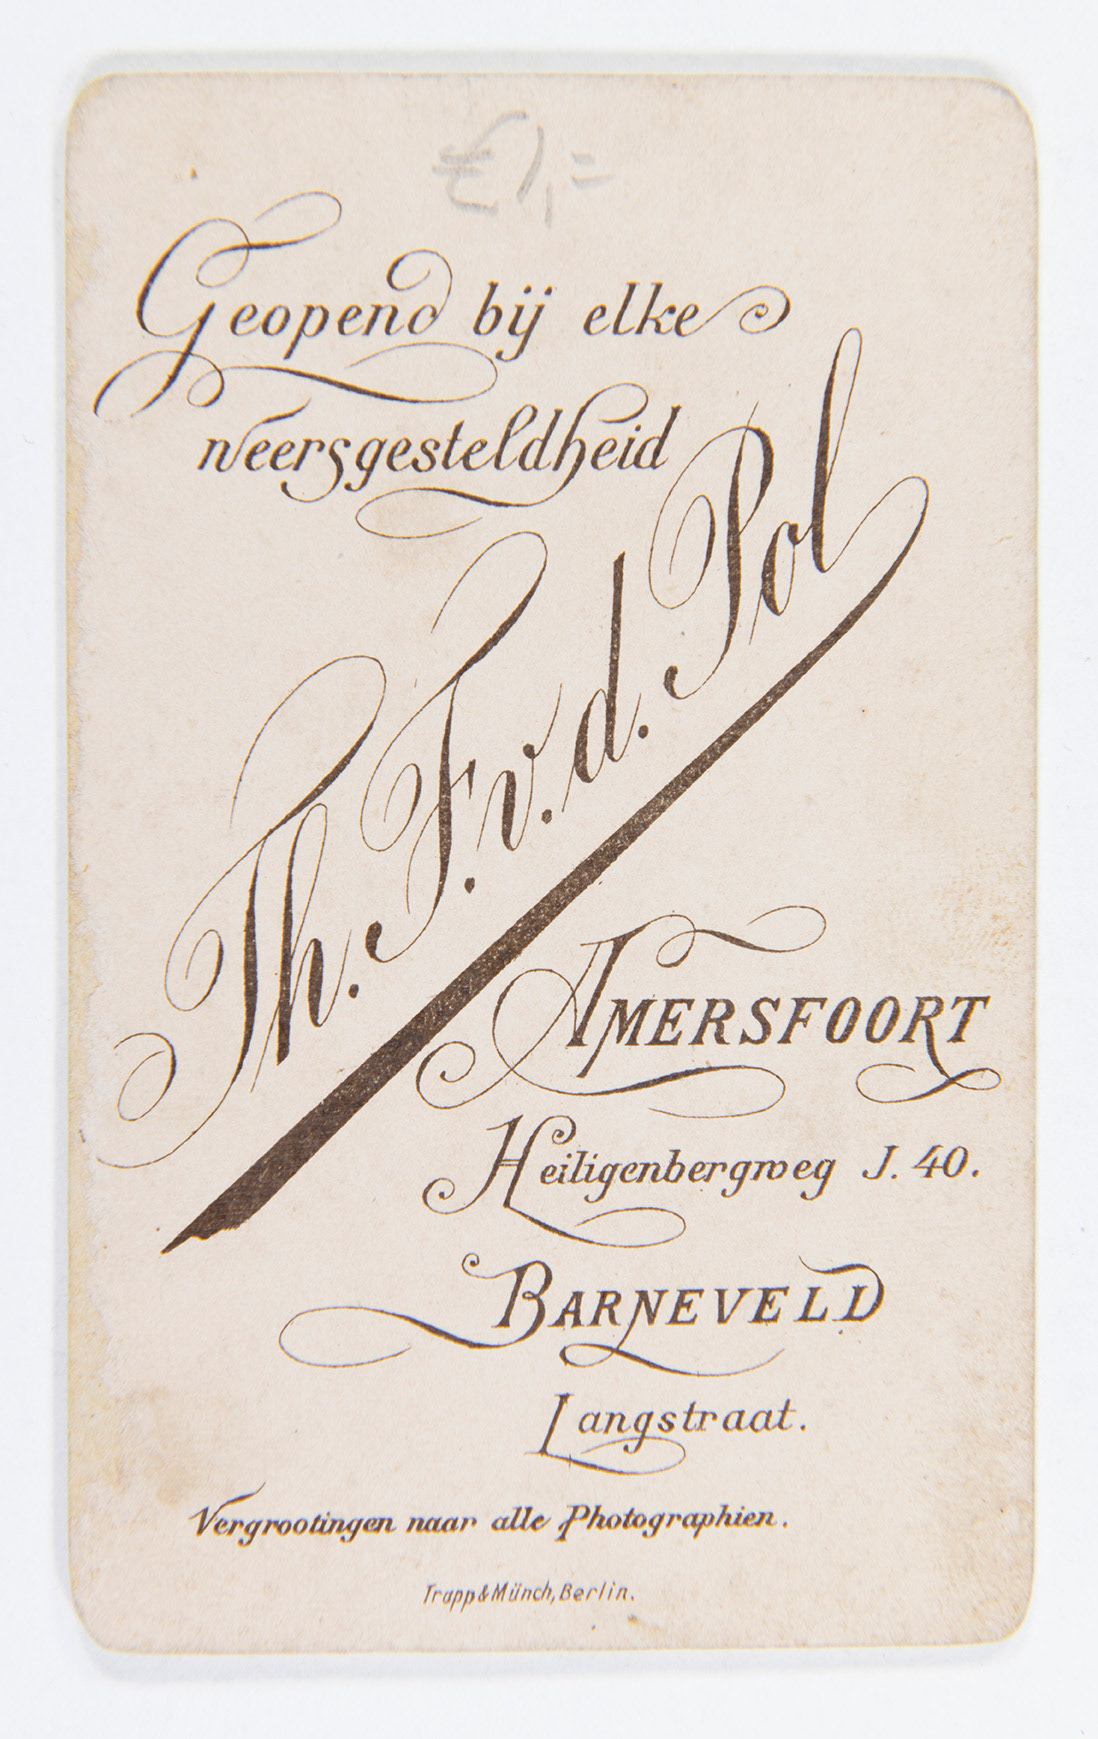 €1,=
Geopend bij elke
weersgesteldheid
Th. F. v. d. Pol
AMERSFOORT
Heiligenbergweg J. 40.
BARNEVELD
Langstraat.
Vergrootingen naar alle Photographien.
Trapp & Münch, Berlin.